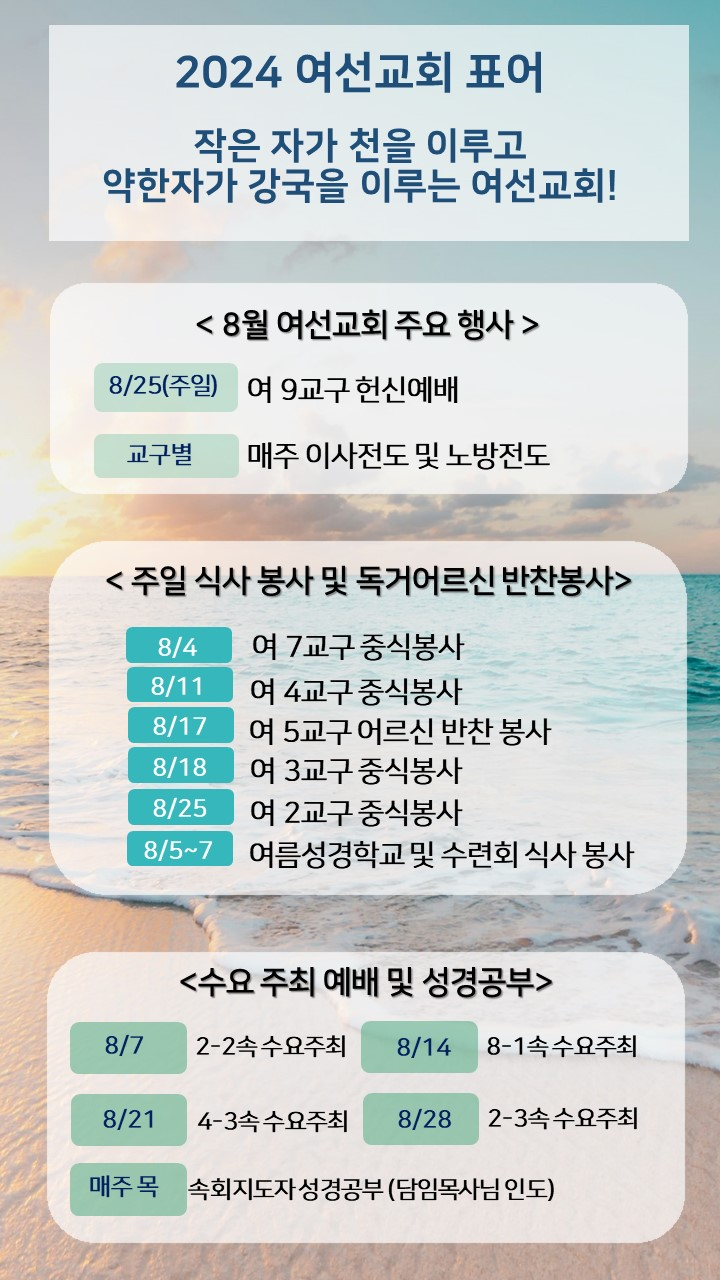 2024 여선교회 표어
작은 자가 천을 이루고
약한자가 강국을 이루는 여선교회!
< 8월 여선교회 주요 행사 >
8/25(주일) 여 9교구 헌신예배
교구별 매주 이사전도 및 노방전도
< 주일 식사 봉사 및 독거어르신 반찬봉사>
8/4 여 7교구 중식봉사
8/11 여 4교구 중식봉사
8/17 여 5교구 어르신 반찬 봉사
8/18 여 3교구 중식봉사
8/25 여 2교구 중식봉사
8/5~7 여름성경학교 및 수련회 식사 봉사
<수요 주최 예배 및 성경공부>
8/7 2-2속 수요주최 8/14 8-1속 수요주최
8/21 4-3속 수요주최 8/28 2-3속 수요주최
매주 목 속회지도자 성경공부 (담임목사님 인도)